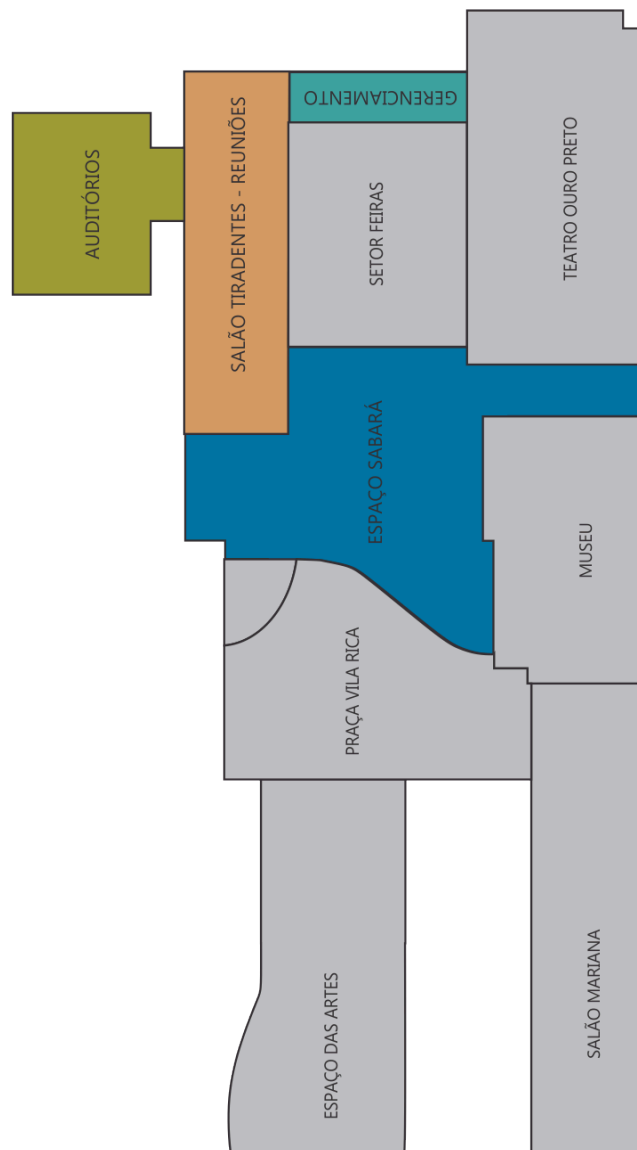 AUDITÓRIOS
SALÃO TIRADENTES - REUNIÕES
GERENCIAMENTO
SETOR FEIRAS
TEATRO OURO PRETO
ESPAÇO SABARÁ
MUSEU
PRAÇA VILA RICA
ESPAÇO DAS ARTES
SALÃO MARIANA